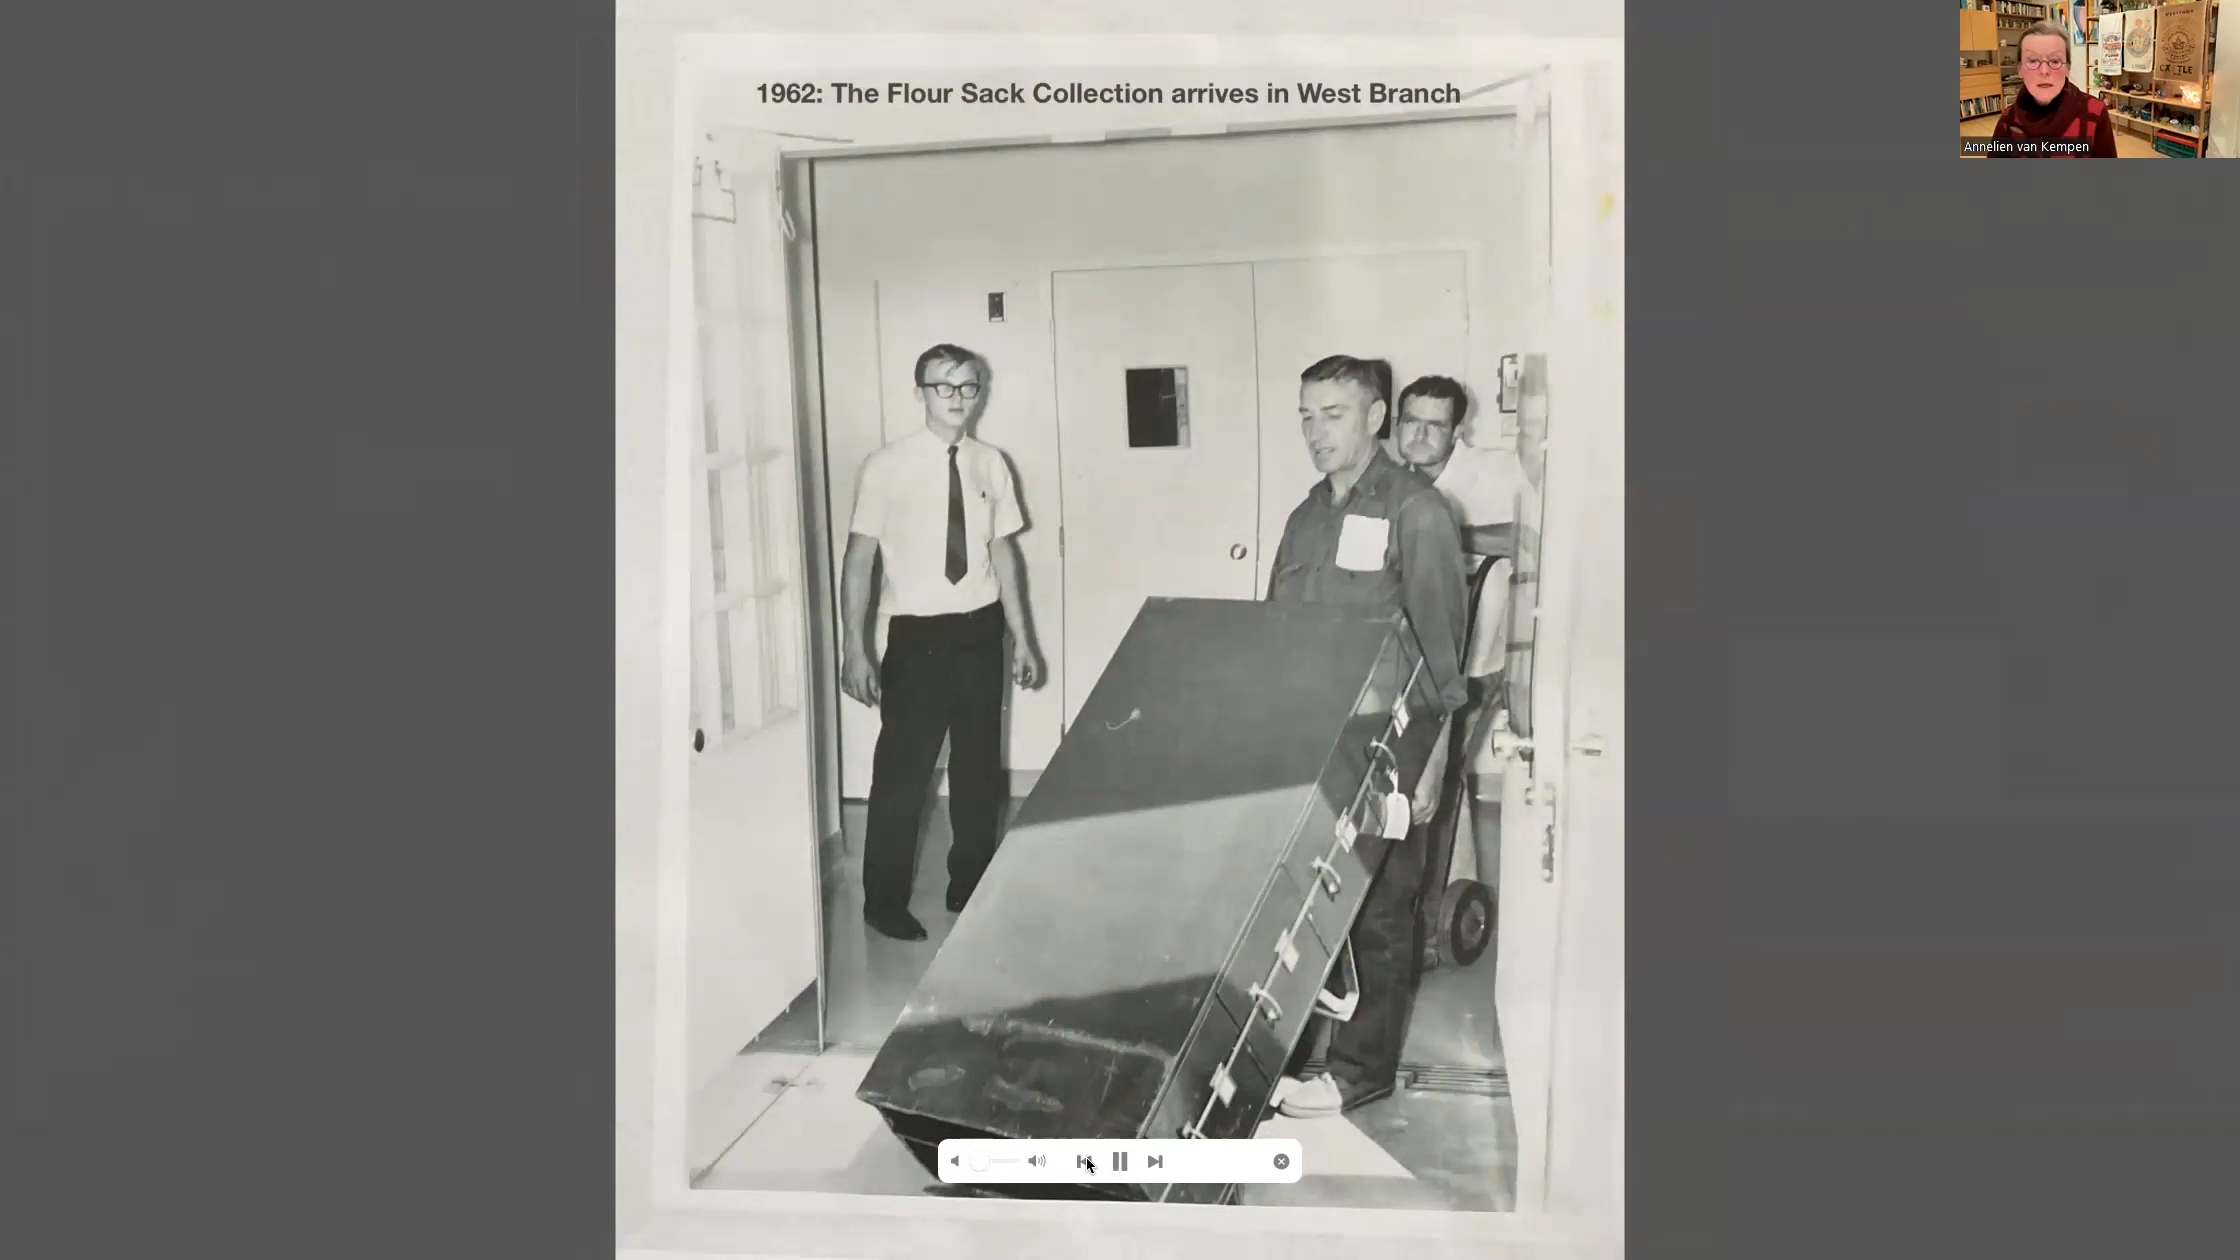 1962: The Flour Sack Collection arrives in West Branch
Annelien van Kempen